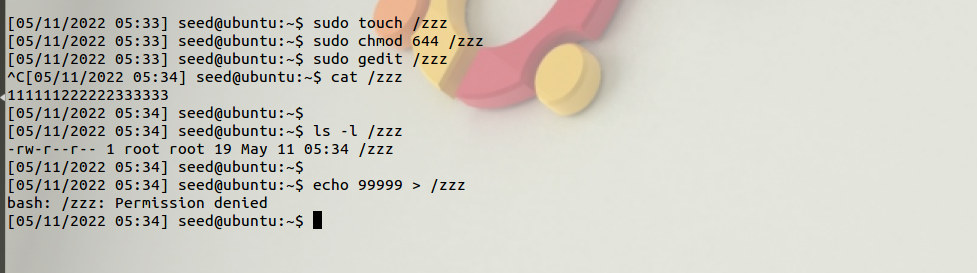 [05/11/2022 05:33] seed@ubuntu:~$ sudo touch /zzz
[05/11/2022 05:33] seed@ubuntu:~$ sudo chmod 644 /zzz
[05/11/2022 05:33] seed@ubuntu:~$ sudo gedit /zzz
^C[05/11/2022 05:34] seed@ubuntu:~$ cat /zzz
111111222222333333
[05/11/2022 05:34] seed@ubuntu:~$
[05/11/2022 05:34] seed@ubuntu:~$ ls -l /zzz
-rw-r--r-- 1 root root 19 May 11 05:34 /zzz
[05/11/2022 05:34] seed@ubuntu:~$
[05/11/2022 05:34] seed@ubuntu:~$ echo 99999 > /zzz
bash: /zzz: Permission denied
[05/11/2022 05:34] seed@ubuntu:~$